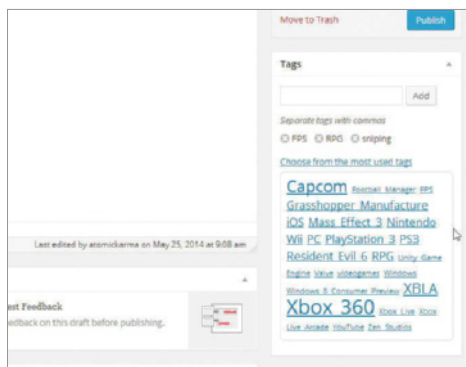 Move to Trash
Publish
Tags
Add
Separate tags with commas
FPS RPG sniping
Choose from the most used tags
Capcom Football Manager FPS
Grasshopper Manufacture
iOS Mass Effect 3 Nintendo
Wii PC PlayStation 3 PS3
Resident Evil 6 RPG Unity Game
Engine Valve videogames Windows
Windows 8 Consumer Preview XBLA
Xbox 360 Xbox Live Xbox
Live Arcade YouTube Zen Studios
Last edited by atomickarma on May 25, 2014 at 9:08 am
est Feedback
eedback on this draft before publishing.